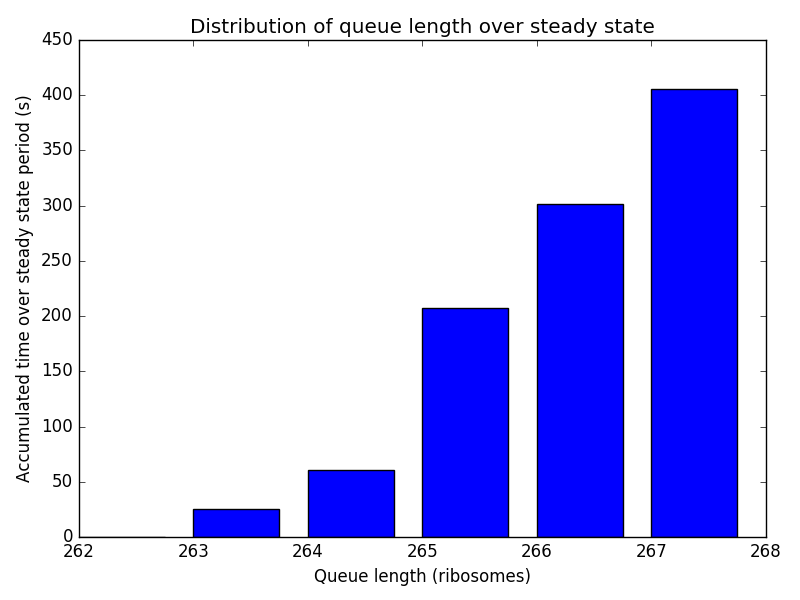 Distribution of queue length over steady state
450
400
350
300
250
200
150
100
50
0
Accumulated time over steady state period (s)
262 263 264 265 266 267 268
Queue length (ribosomes)